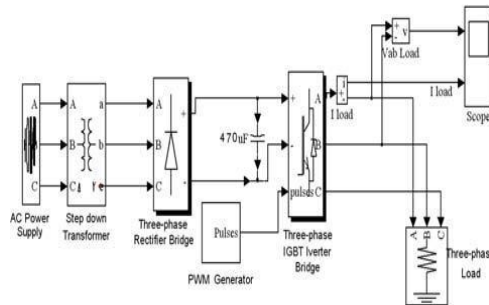 A
B
C
AC Power
Supply
A
B
C
a
b
Step down
Transformer
A
B
C
+
-
Three-phase
Rectifier Bridge
470uF
Pulses
PWM Generator
+
-
pulses
A
B
C
Three-phase
IGBT Iverter
Bridge
i
+
-
I load
+
-
v
Vab Load
I load
Scope
A
B
C
Three-phase
Load